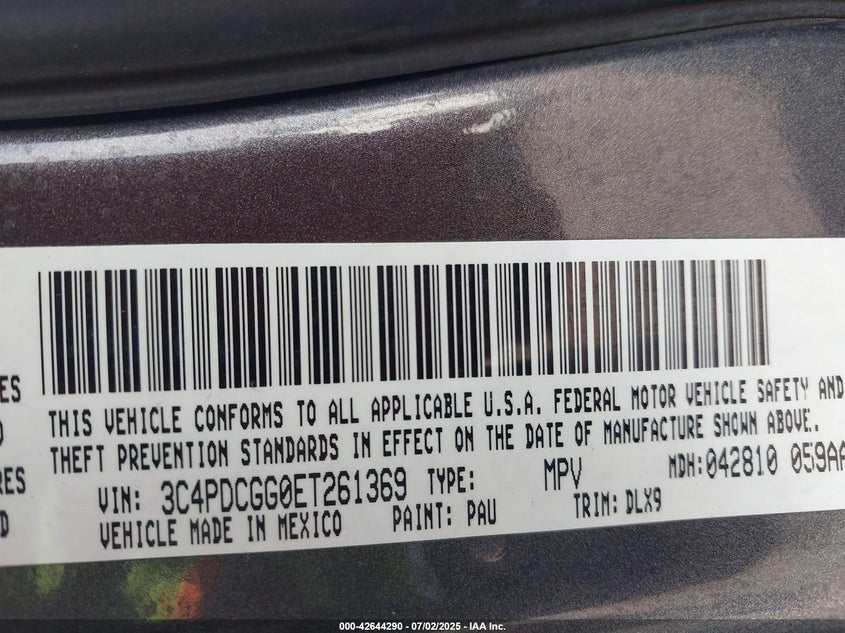 ES
THIS VEHICLE CONFORMS TO ALL APPLICABLE U.S.A. FEDERAL MOTOR VEHICLE SAFETY AND
THEFT PREVENTION STANDARDS IN EFFECT ON THE DATE OF MANUFACTURE SHOWN ABOVE.
RES
VIN: 3C4PDCGG0ET261369 TYPE: MPV MDH: 042810 059AA
D
VEHICLE MADE IN MEXICO PAINT: PAU TRIM: DLX9
000-42644290 - 07/02/2025 - IAA Inc.